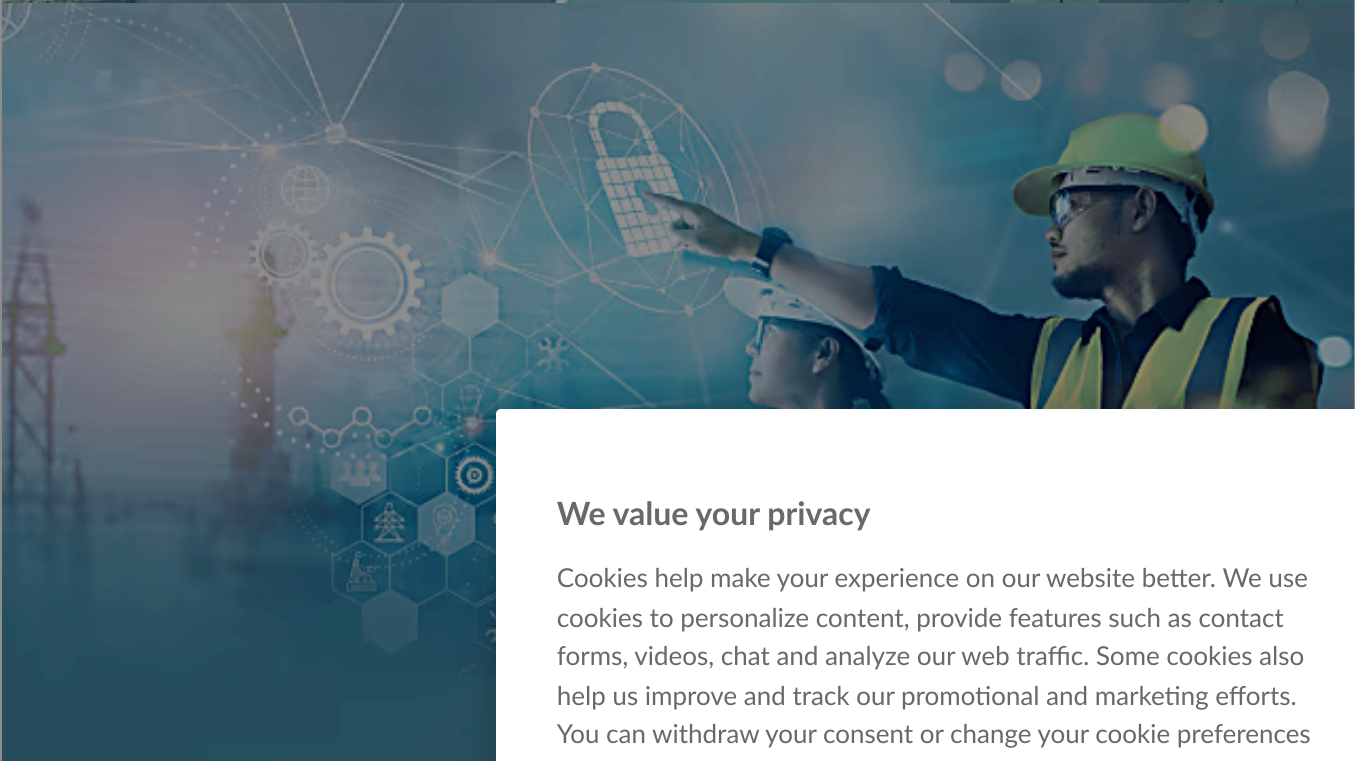 We value your privacy
Cookies help make your experience on our website better. We use
cookies to personalize content, provide features such as contact
forms, videos, chat and analyze our web traffic. Some cookies also
help us improve and track our promotional and marketing efforts.
You can withdraw your consent or change your cookie preferences